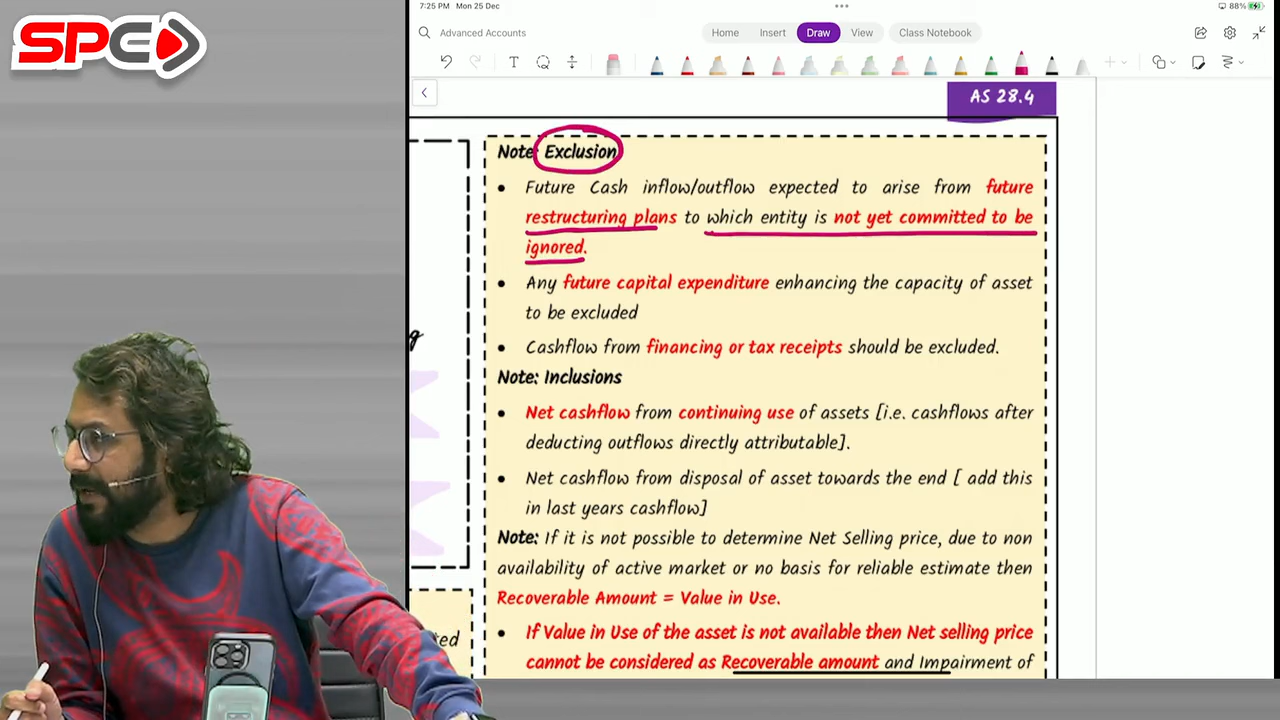 SPED
7:25 PM Mon 25 Dec
88%
Advanced Accounts
Home Insert Draw View Class Notebook
AS 28.4
Note: Exclusion
Future Cash inflow/outflow expected to arise from future
restructuring plans to which entity is not yet committed to be
ignored.
Any future capital expenditure enhancing the capacity of asset
to be excluded
Cashflow from financing or tax receipts should be excluded.
Note: Inclusions
Net cashflow from continuing use of assets [i.e. cashflows after
deducting outflows directly attributable].
Net cashflow from disposal of asset towards the end [ add this
in last years cashflow]
Note: If it is not possible to determine Net Selling price, due to non
availability of active market or no basis for reliable estimate then
Recoverable Amount = Value in Use.
If Value in Use of the asset is not available then Net selling price
cannot be considered as Recoverable amount and Impairment of